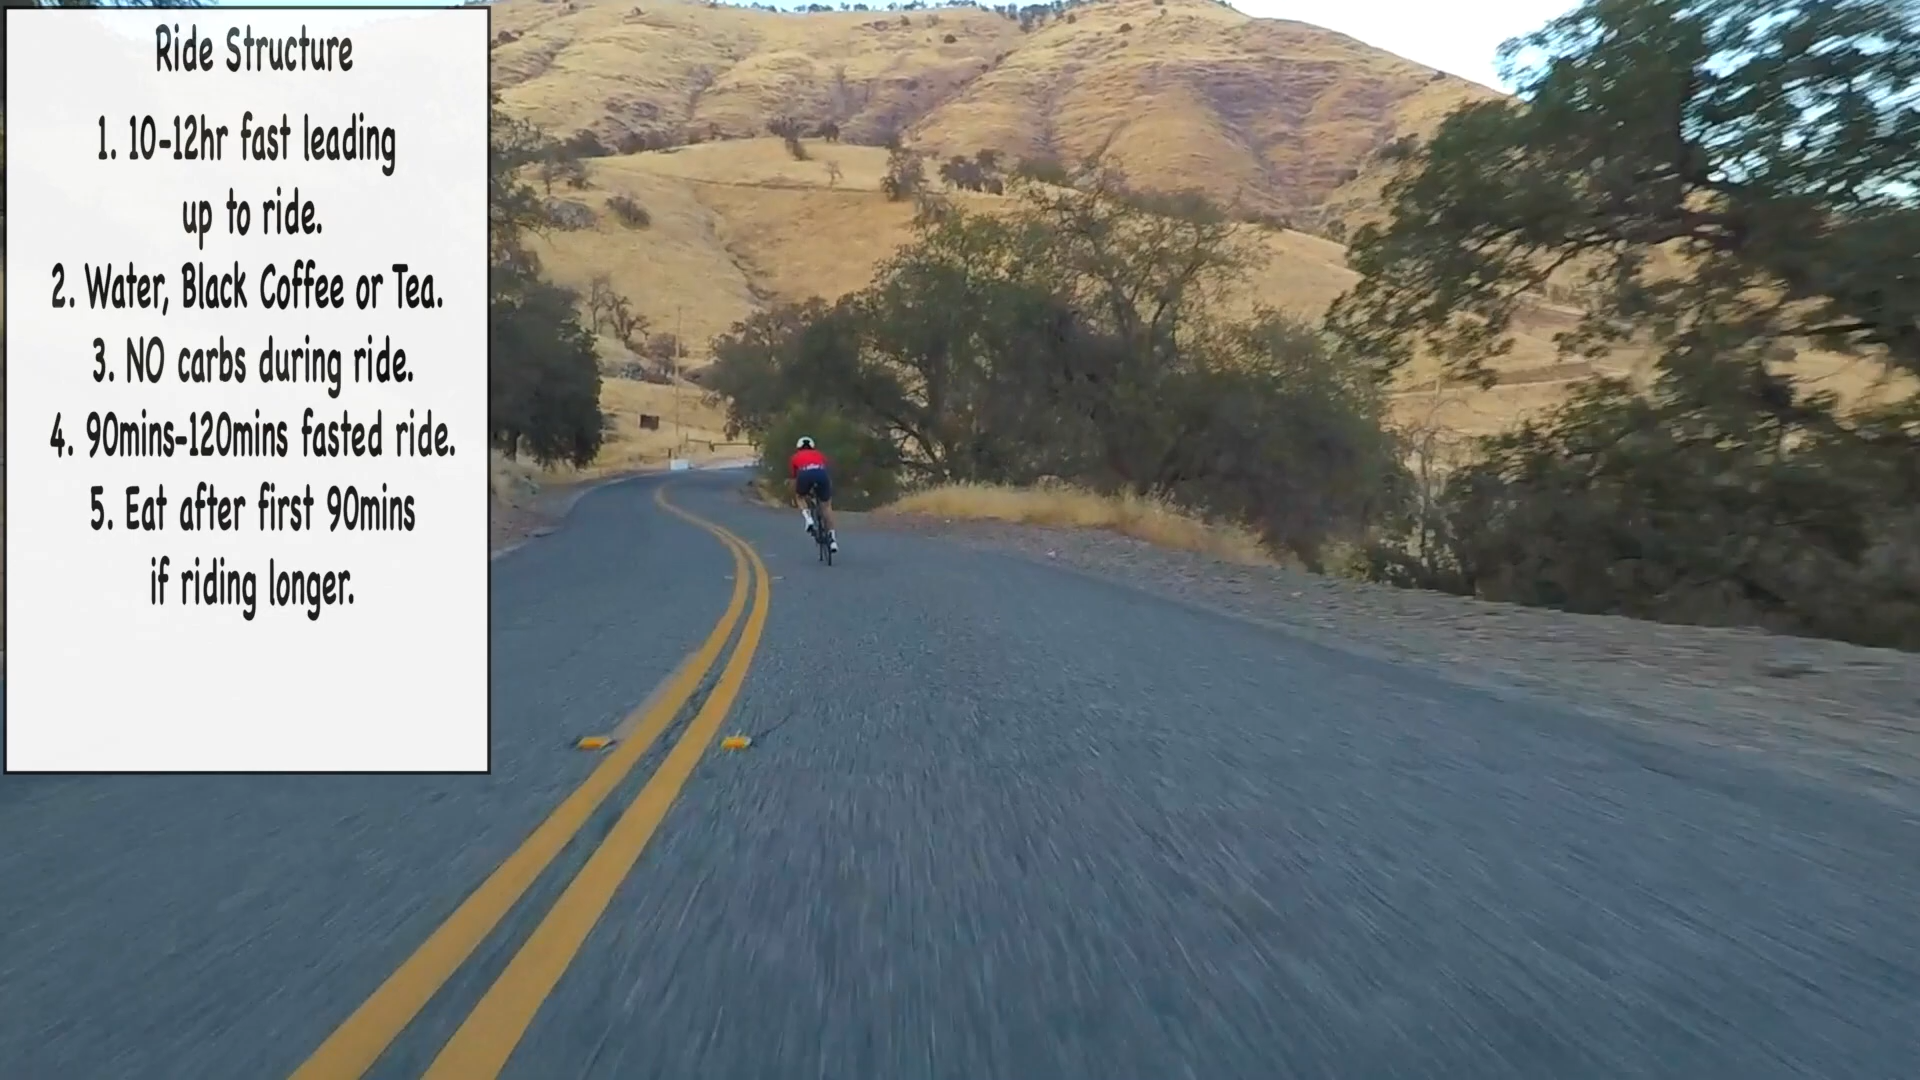 Ride Structure
1. 10-12hr fast leading
up to ride.
2. Water, Black Coffee or Tea.
3. NO carbs during ride.
4. 90mins-120mins fasted ride.
5. Eat after first 90mins
if riding longer.